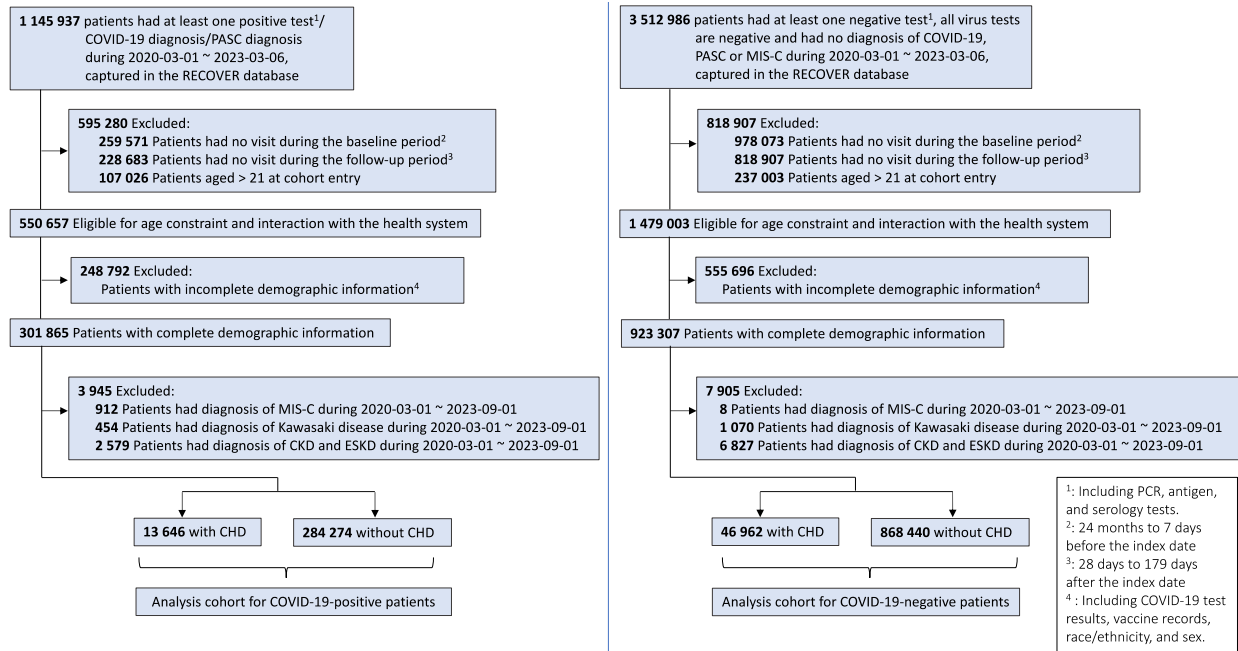 1 145 937 patients had at least one positive test¹/
COVID-19 diagnosis/PASC diagnosis
during 2020-03-01 ~ 2023-03-06,
captured in the RECOVER database
595 280 Excluded:
259 571 Patients had no visit during the baseline period²
228 683 Patients had no visit during the follow-up period³
107 026 Patients aged > 21 at cohort entry
550 657 Eligible for age constraint and interaction with the health system
248 792 Excluded:
Patients with incomplete demographic information⁴
301 865 Patients with complete demographic information
3 945 Excluded:
912 Patients had diagnosis of MIS-C during 2020-03-01 ~ 2023-09-01
454 Patients had diagnosis of Kawasaki disease during 2020-03-01 ~ 2023-09-01
2 579 Patients had diagnosis of CKD and ESKD during 2020-03-01 ~ 2023-09-01
13 646 with CHD
284 274 without CHD
Analysis cohort for COVID-19-positive patients
3 512 986 patients had at least one negative test¹, all virus tests
are negative and had no diagnosis of COVID-19,
PASC or MIS-C during 2020-03-01 ~ 2023-03-06,
captured in the RECOVER database
818 907 Excluded:
978 073 Patients had no visit during the baseline period²
818 907 Patients had no visit during the follow-up period³
237 003 Patients aged > 21 at cohort entry
1 479 003 Eligible for age constraint and interaction with the health system
555 696 Excluded:
Patients with incomplete demographic information⁴
923 307 Patients with complete demographic information
7 905 Excluded:
8 Patients had diagnosis of MIS-C during 2020-03-01 ~ 2023-09-01
1 070 Patients had diagnosis of Kawasaki disease during 2020-03-01 ~ 2023-09-01
6 827 Patients had diagnosis of CKD and ESKD during 2020-03-01 ~ 2023-09-01
46 962 with CHD
868 440 without CHD
Analysis cohort for COVID-19-negative patients
¹: Including PCR, antigen,
and serology tests.
²: 24 months to 7 days
before the index date
³: 28 days to 179 days
after the index date
⁴ : Including COVID-19 test
results, vaccine records,
race/ethnicity, and sex.